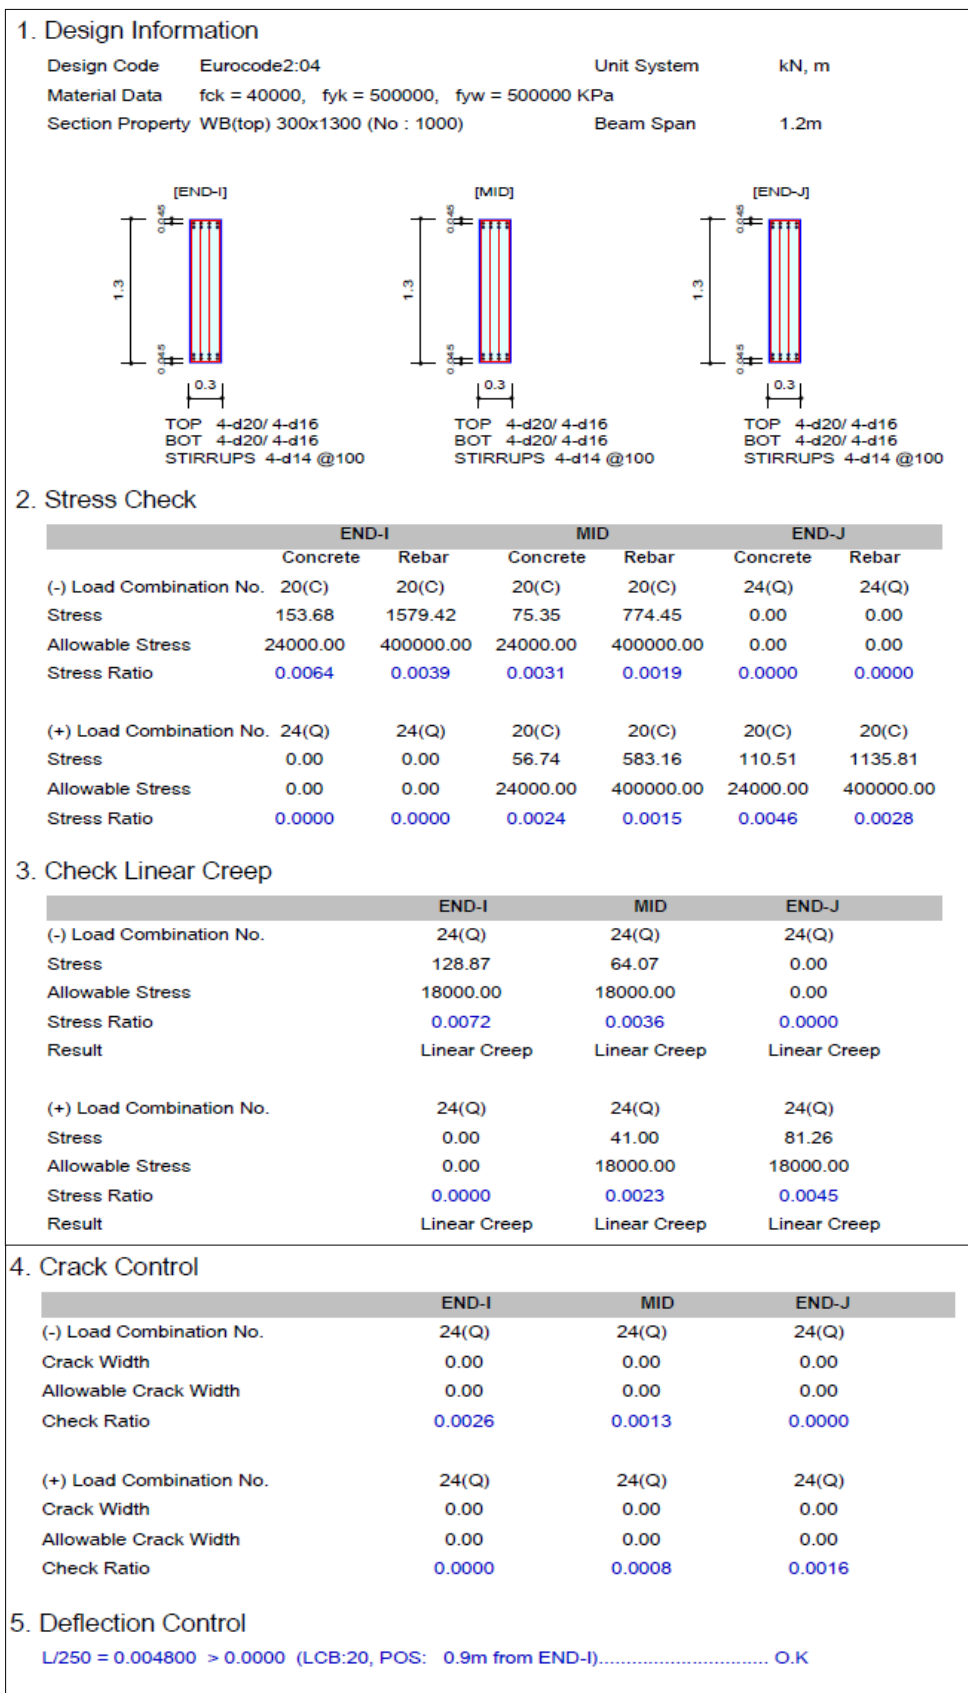 1. Design Information
Design Code Eurocode2:04 Unit System kN, m
Material Data fck = 40000, fyk = 500000, fyw = 500000 KPa
Section Property WB(top) 300x1300 (No : 1000) Beam Span 1.2m
[END-I] [MID] [END-J]
0.045 0.045 0.045
1.3 1.3 1.3
0.045 0.045 0.045
0.3 0.3 0.3
TOP 4-d20/ 4-d16 TOP 4-d20/ 4-d16 TOP 4-d20/ 4-d16
BOT 4-d20/ 4-d16 BOT 4-d20/ 4-d16 BOT 4-d20/ 4-d16
STIRRUPS 4-d14 @100 STIRRUPS 4-d14 @100 STIRRUPS 4-d14 @100
2. Stress Check
END-I MID END-J
Concrete Rebar Concrete Rebar Concrete Rebar
(-) Load Combination No. 20(C) 20(C) 20(C) 20(C) 24(Q) 24(Q)
Stress 153.68 1579.42 75.35 774.45 0.00 0.00
Allowable Stress 24000.00 400000.00 24000.00 400000.00 0.00 0.00
Stress Ratio 0.0064 0.0039 0.0031 0.0019 0.0000 0.0000
(+) Load Combination No. 24(Q) 24(Q) 20(C) 20(C) 20(C) 20(C)
Stress 0.00 0.00 56.74 583.16 110.51 1135.81
Allowable Stress 0.00 0.00 24000.00 400000.00 24000.00 400000.00
Stress Ratio 0.0000 0.0000 0.0024 0.0015 0.0046 0.0028
3. Check Linear Creep
END-I MID END-J
(-) Load Combination No. 24(Q) 24(Q) 24(Q)
Stress 128.87 64.07 0.00
Allowable Stress 18000.00 18000.00 0.00
Stress Ratio 0.0072 0.0036 0.0000
Result Linear Creep Linear Creep Linear Creep
(+) Load Combination No. 24(Q) 24(Q) 24(Q)
Stress 0.00 41.00 81.26
Allowable Stress 0.00 18000.00 18000.00
Stress Ratio 0.0000 0.0023 0.0045
Result Linear Creep Linear Creep Linear Creep
4. Crack Control
END-I MID END-J
(-) Load Combination No. 24(Q) 24(Q) 24(Q)
Crack Width 0.00 0.00 0.00
Allowable Crack Width 0.00 0.00 0.00
Check Ratio 0.0026 0.0013 0.0000
(+) Load Combination No. 24(Q) 24(Q) 24(Q)
Crack Width 0.00 0.00 0.00
Allowable Crack Width 0.00 0.00 0.00
Check Ratio 0.0000 0.0008 0.0016
5. Deflection Control
L/250 = 0.004800 > 0.0000 (LCB:20, POS: 0.9m from END-I)............................... O.K